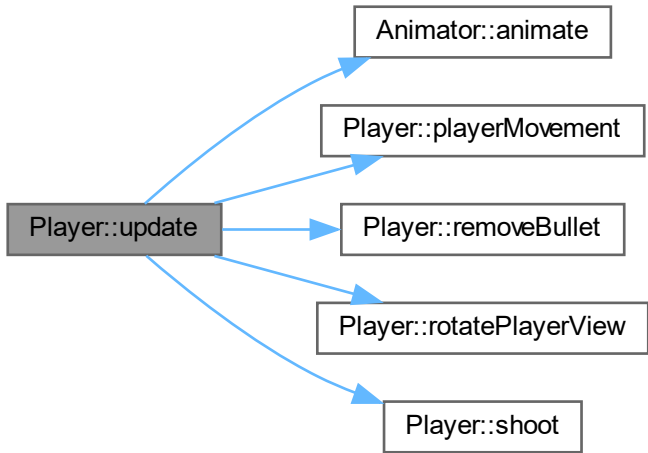 Animator::animate
Player::playerMovement
Player::update
Player::removeBullet
Player::rotatePlayerView
Player::shoot